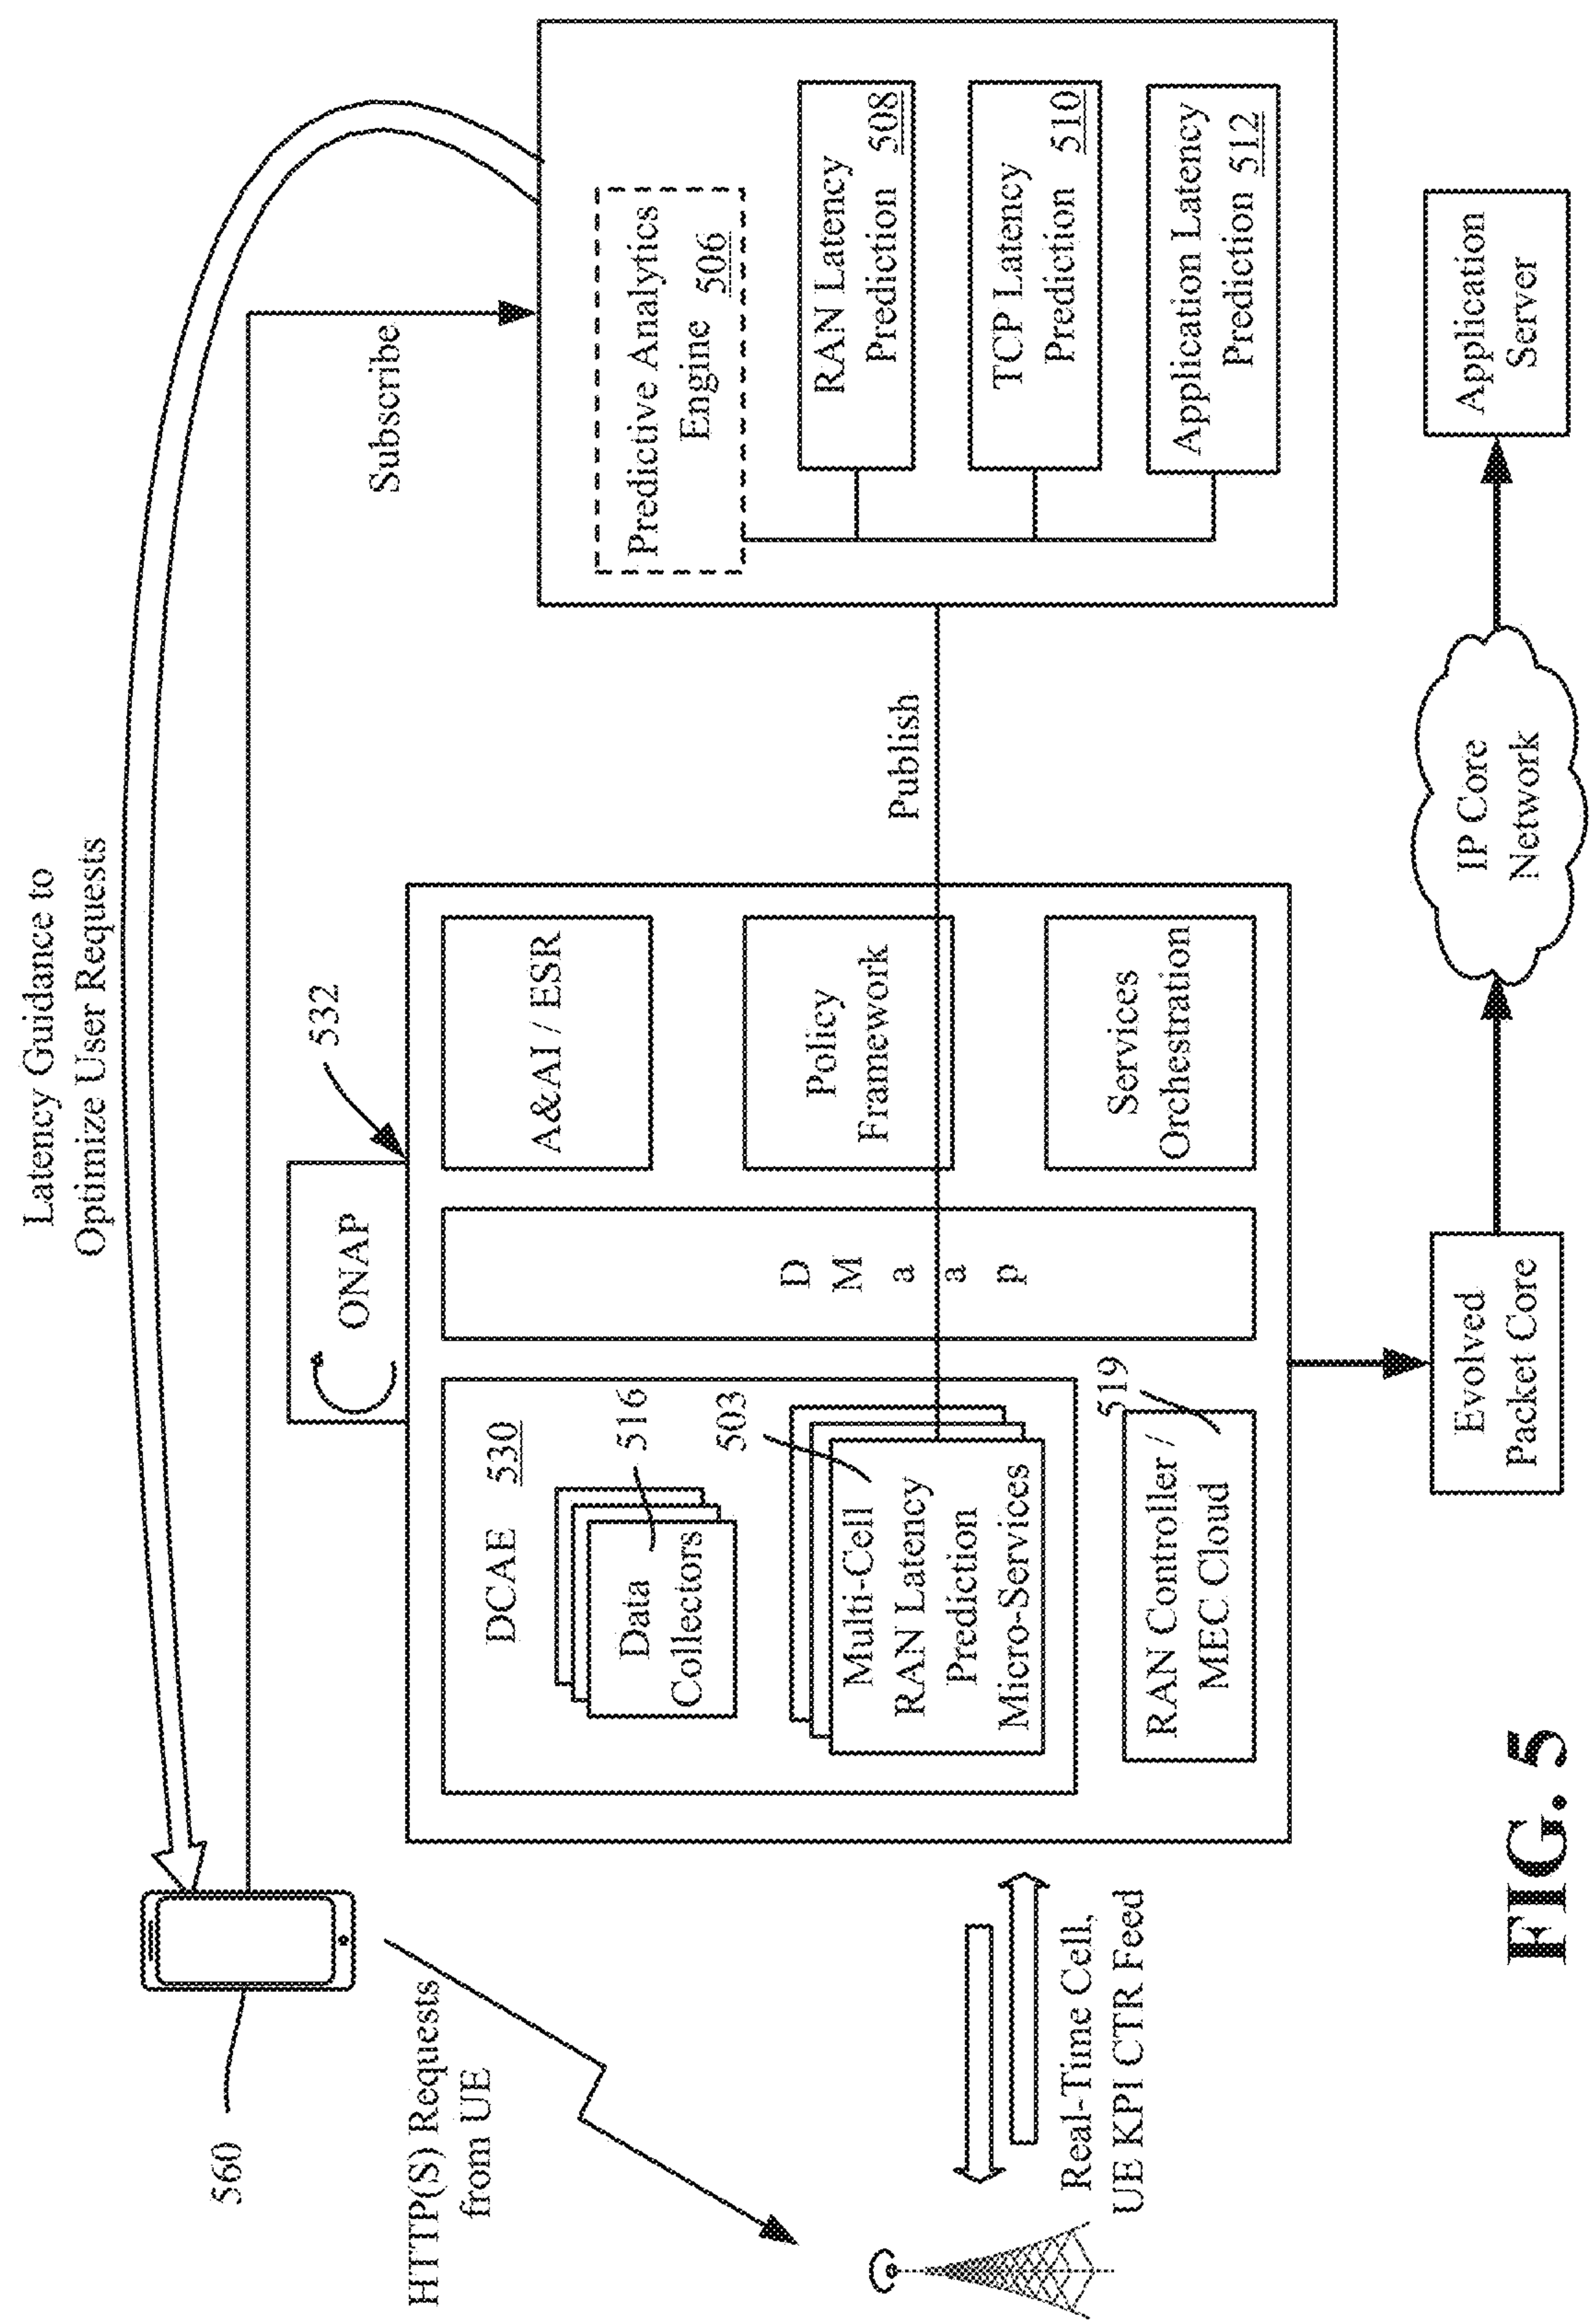 Latency Guidance to
Optimize User Requests
560
Subscribe
532
ONAP
HTTP(S) Requests
from UE
DCAE 530
516
Data
Collectors
503
Multi-Cell
RAN Latency
Prediction
Micro-Services
519
RAN Controller /
MEC Cloud
D
M
a
a
p
A&AI / ESR
Policy
Framework
Services
Orchestration
Publish
Predictive Analytics
Engine 506
RAN Latency
Prediction 508
TCP Latency
Prediction 510
Application Latency
Prediction 512
Real-Time Cell,
UE KPI CTR Feed
Evolved
Packet Core
IP Core
Network
Application
Server
FIG. 5